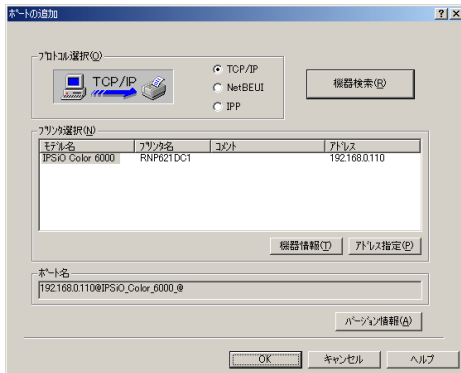 ポートの追加
プロトコル選択(O)
TCP/IP
TCP/IP
NetBEUI
IPP
機器検索(R)
プリンタ選択(N)
モデル名 プリンタ名 コメント アドレス
IPSiO Color 6000 RNP621DC1 192.168.0.110
機器情報(T) アドレス指定(P)
ポート名
192.168.0.110@IPSiO_Color_6000_@
バージョン情報(A)
OK キャンセル ヘルプ